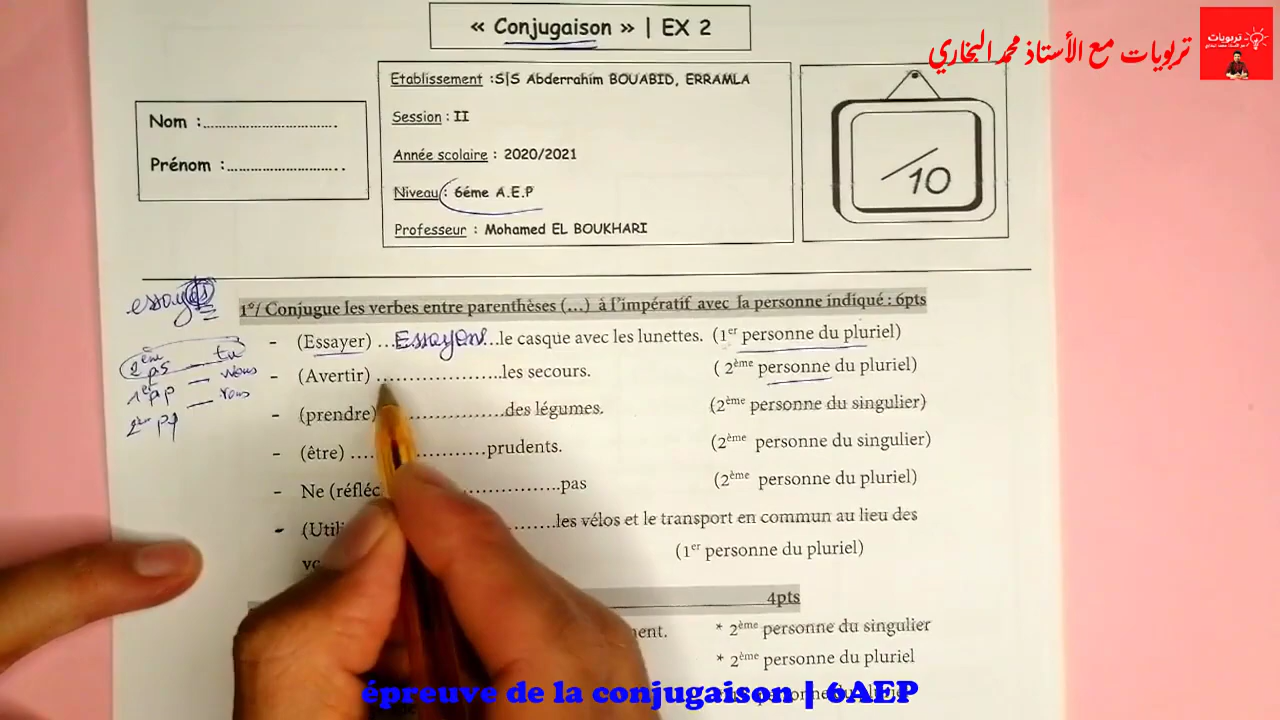 « Conjugaison » | EX 2
تربويات مع الأستاذ محمد البخاري
تربويات
Nom :
Prénom :
Etablissement :S|S Abderrahim BOUABID, ERRAMLA
Session : II
Année scolaire : 2020/2021
Niveau : 6éme A.E.P
Professeur : Mohamed EL BOUKHARI
/10
1°/ Conjugue les verbes entre parenthèses (…) à l'impératif avec la personne indiqué : 6pts
2ème ps tu
1er pp Nous
2ème pp vous
- (Essayer) …Essayons…le casque avec les lunettes. (1er personne du pluriel)
- (Avertir) …………………..les secours. ( 2ème personne du pluriel)
- (prendre) ………………des légumes. (2ème personne du singulier)
- (être) …………………prudents. (2ème personne du singulier)
- Ne (réfléc ………………..pas (2ème personne du pluriel)
- (Utili ……..les vélos et le transport en commun au lieu des
(1er personne du pluriel)
4pts
* 2ème personne du singulier
* 2ème personne du pluriel
épreuve de la conjugaison | 6AEP